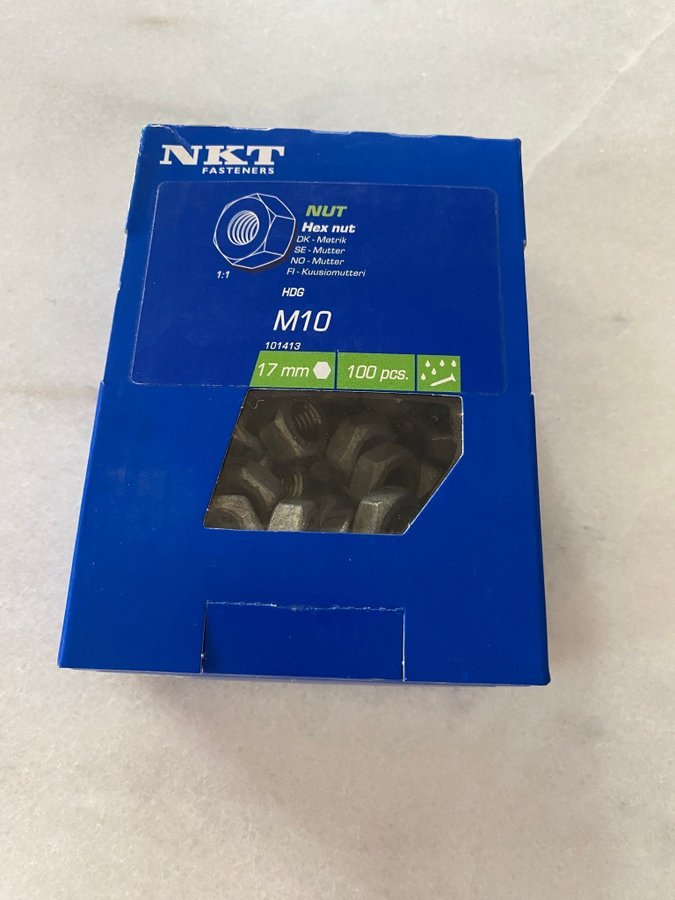 NKT
FASTENERS
NUT
Hex nut
DK - Møtrik
SE - Mutter
NO - Mutter
FI - Kuusiomutteri
1:1
HDG
M10
101413
17 mm
100 pcs.